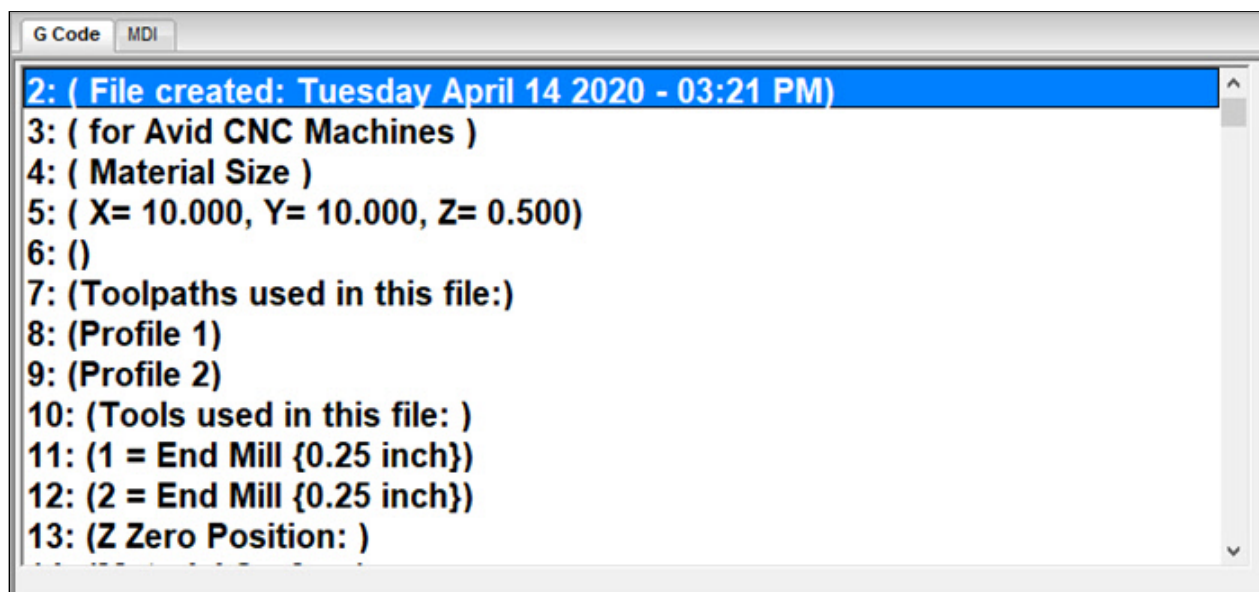 G Code MDI
2: ( File created: Tuesday April 14 2020 - 03:21 PM)
3: ( for Avid CNC Machines )
4: ( Material Size )
5: ( X= 10.000, Y= 10.000, Z= 0.500)
6: ()
7: (Toolpaths used in this file:)
8: (Profile 1)
9: (Profile 2)
10: (Tools used in this file: )
11: (1 = End Mill {0.25 inch})
12: (2 = End Mill {0.25 inch})
13: (Z Zero Position: )